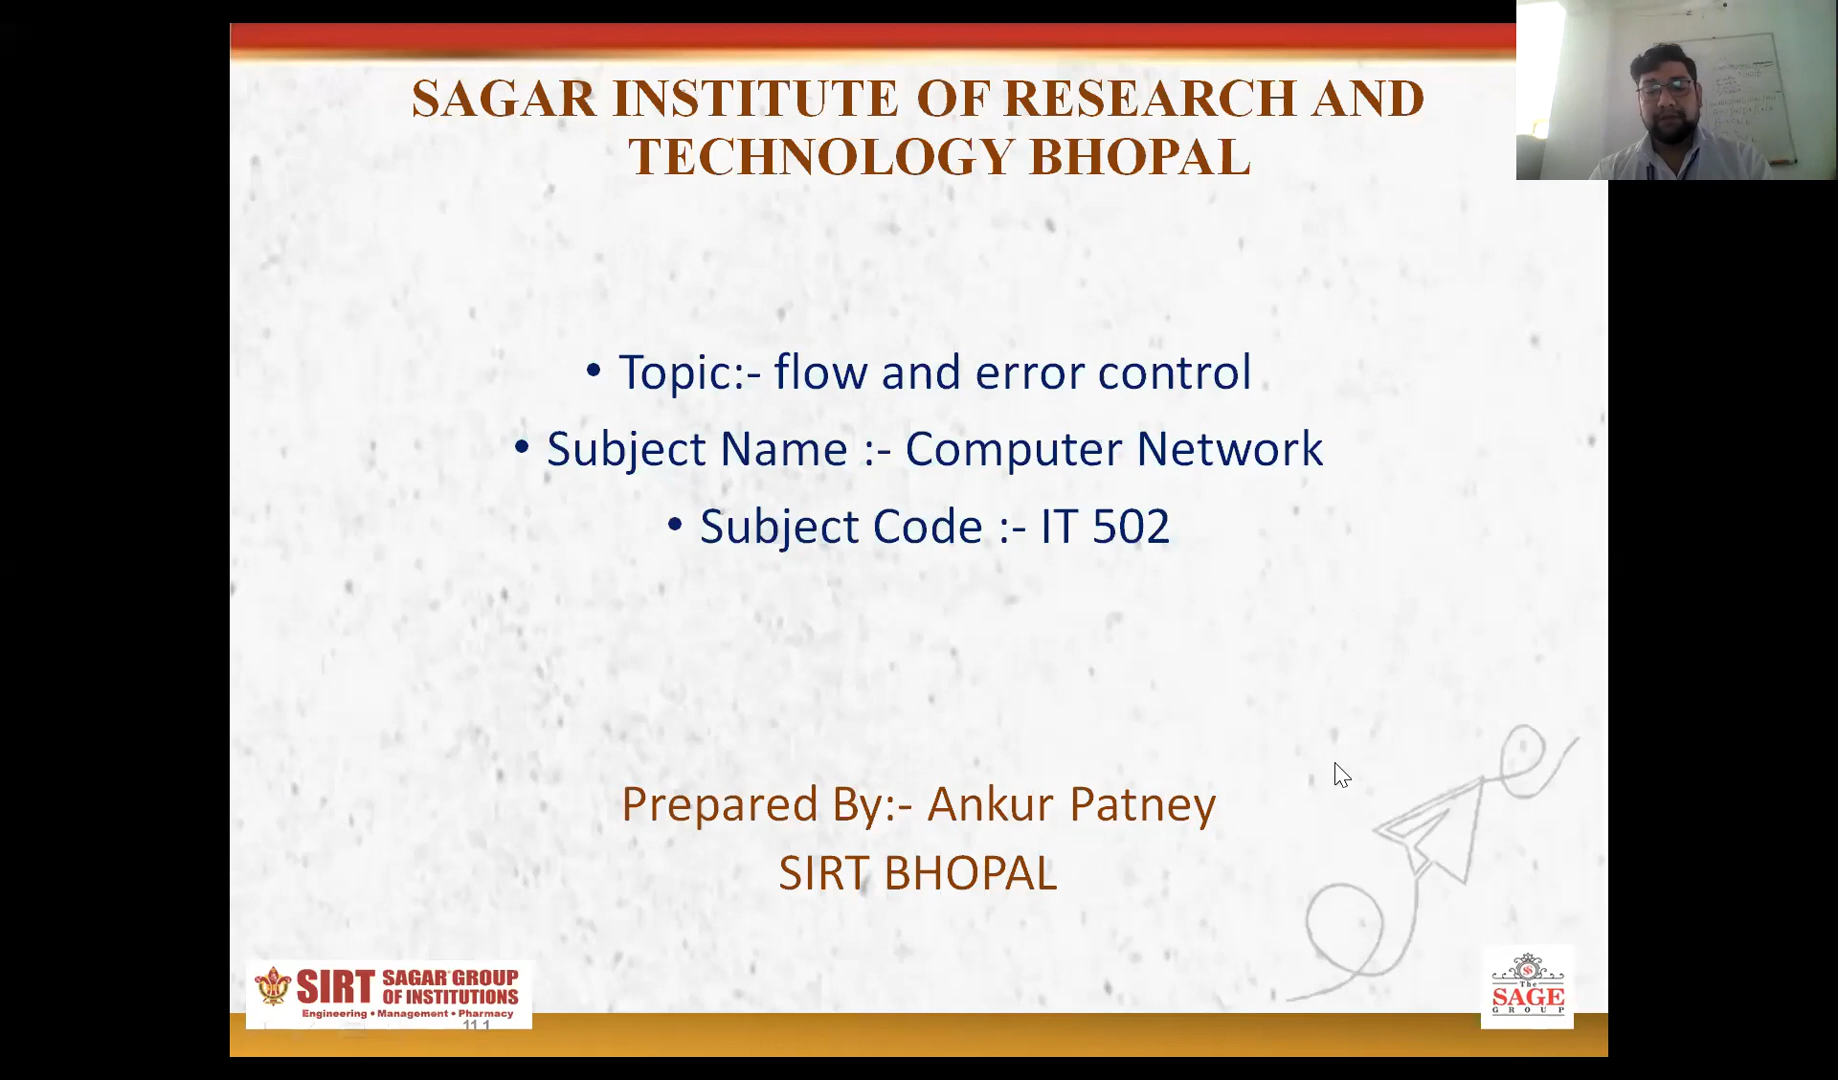 SAGAR INSTITUTE OF RESEARCH AND
TECHNOLOGY BHOPAL
• Topic:- flow and error control
• Subject Name :- Computer Network
• Subject Code :- IT 502
Prepared By:- Ankur Patney
SIRT BHOPAL
SIRT SAGAR GROUP
OF INSTITUTIONS
Engineering • Management • Pharmacy
11.1
The
SAGE
GROUP